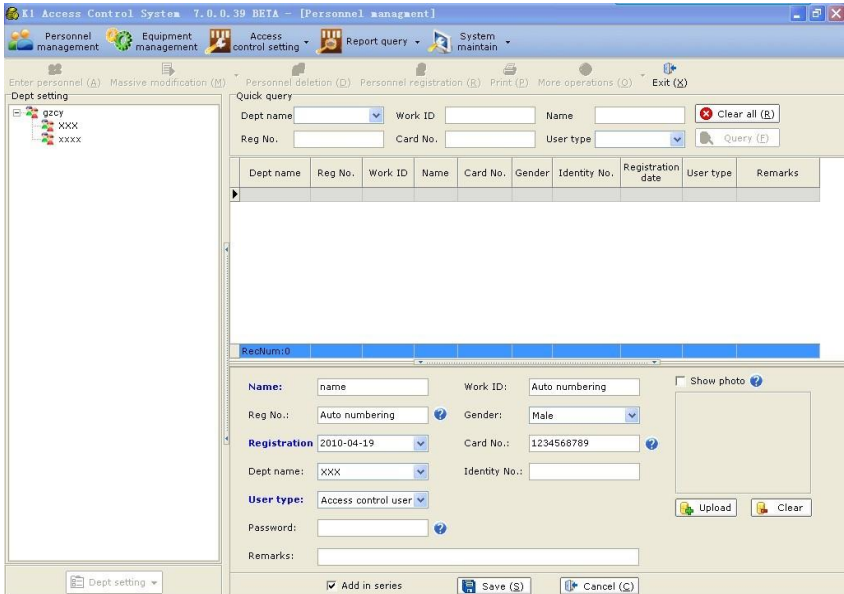 K1 Access Control System 7.0.0.39 BETA - [Personnel managment]
Personnel management
Equipment management
Access control setting
Report query
System maintain
Enter personnel (A) Massive modification (M) Personnel deletion (D) Personnel registration (R) Print (P) More operations (O) Exit (X)
Dept setting
gzcy
XXX
xxxx
Dept setting
Quick query
Dept name Work ID Name Clear all (R)
Reg No. Card No. User type Query (F)
Dept name Reg No. Work ID Name Card No. Gender Identity No. Registration date User type Remarks
RecNum:0
Name: name Work ID: Auto numbering Show photo
Reg No.: Auto numbering Gender: Male
Registration 2010-04-19 Card No.: 1234568789
Dept name: XXX Identity No.:
User type: Access control user Upload Clear
Password:
Remarks:
Add in series Save (S) Cancel (C)